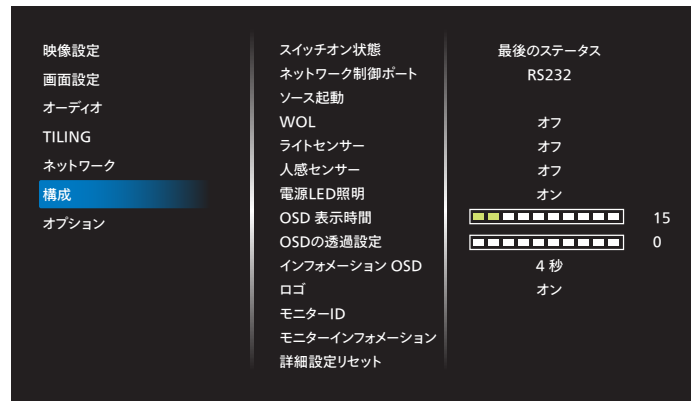 映像設定
画面設定
オーディオ
TILING
ネットワーク
構成
オプション
スイッチオン状態 最後のステータス
ネットワーク制御ポート RS232
ソース起動
WOL オフ
ライトセンサー オフ
人感センサー オフ
電源LED照明 オン
OSD 表示時間 15
OSDの透過設定 0
インフォメーション OSD 4 秒
ロゴ オン
モニターID
モニターインフォメーション
詳細設定リセット